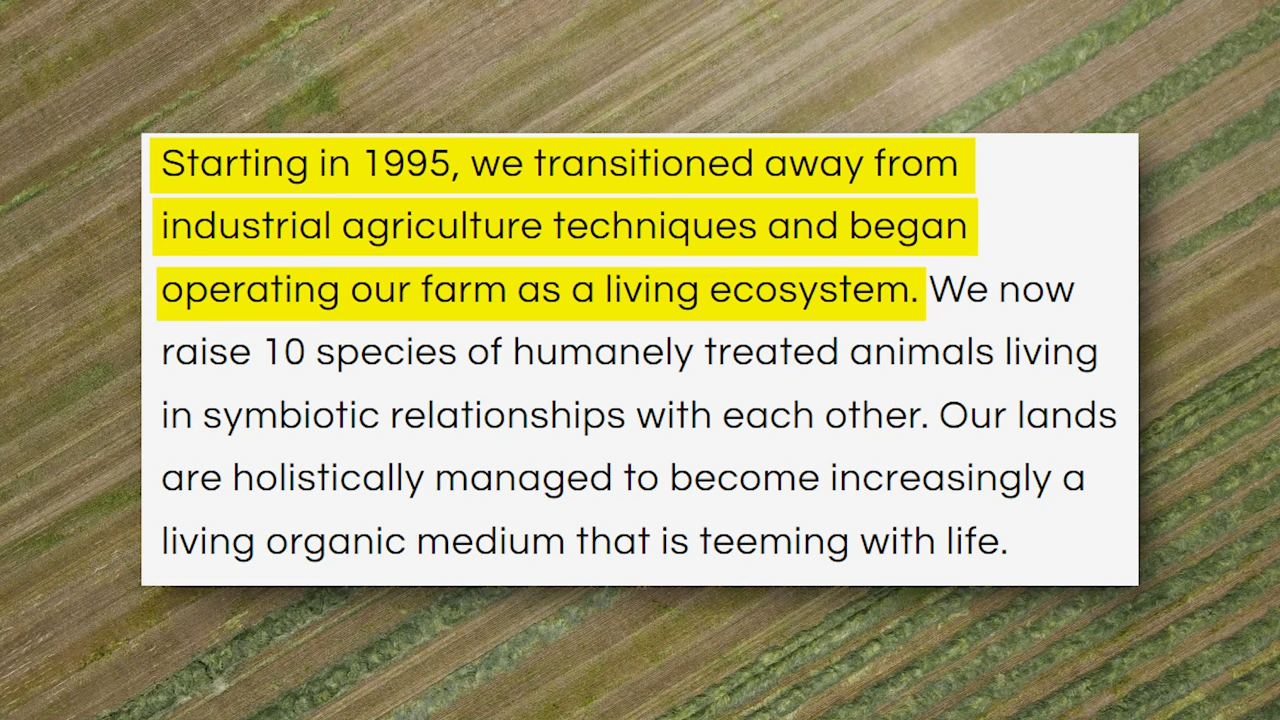 Starting in 1995, we transitioned away from
industrial agriculture techniques and began
operating our farm as a living ecosystem. We now
raise 10 species of humanely treated animals living
in symbiotic relationships with each other. Our lands
are holistically managed to become increasingly a
living organic medium that is teeming with life.